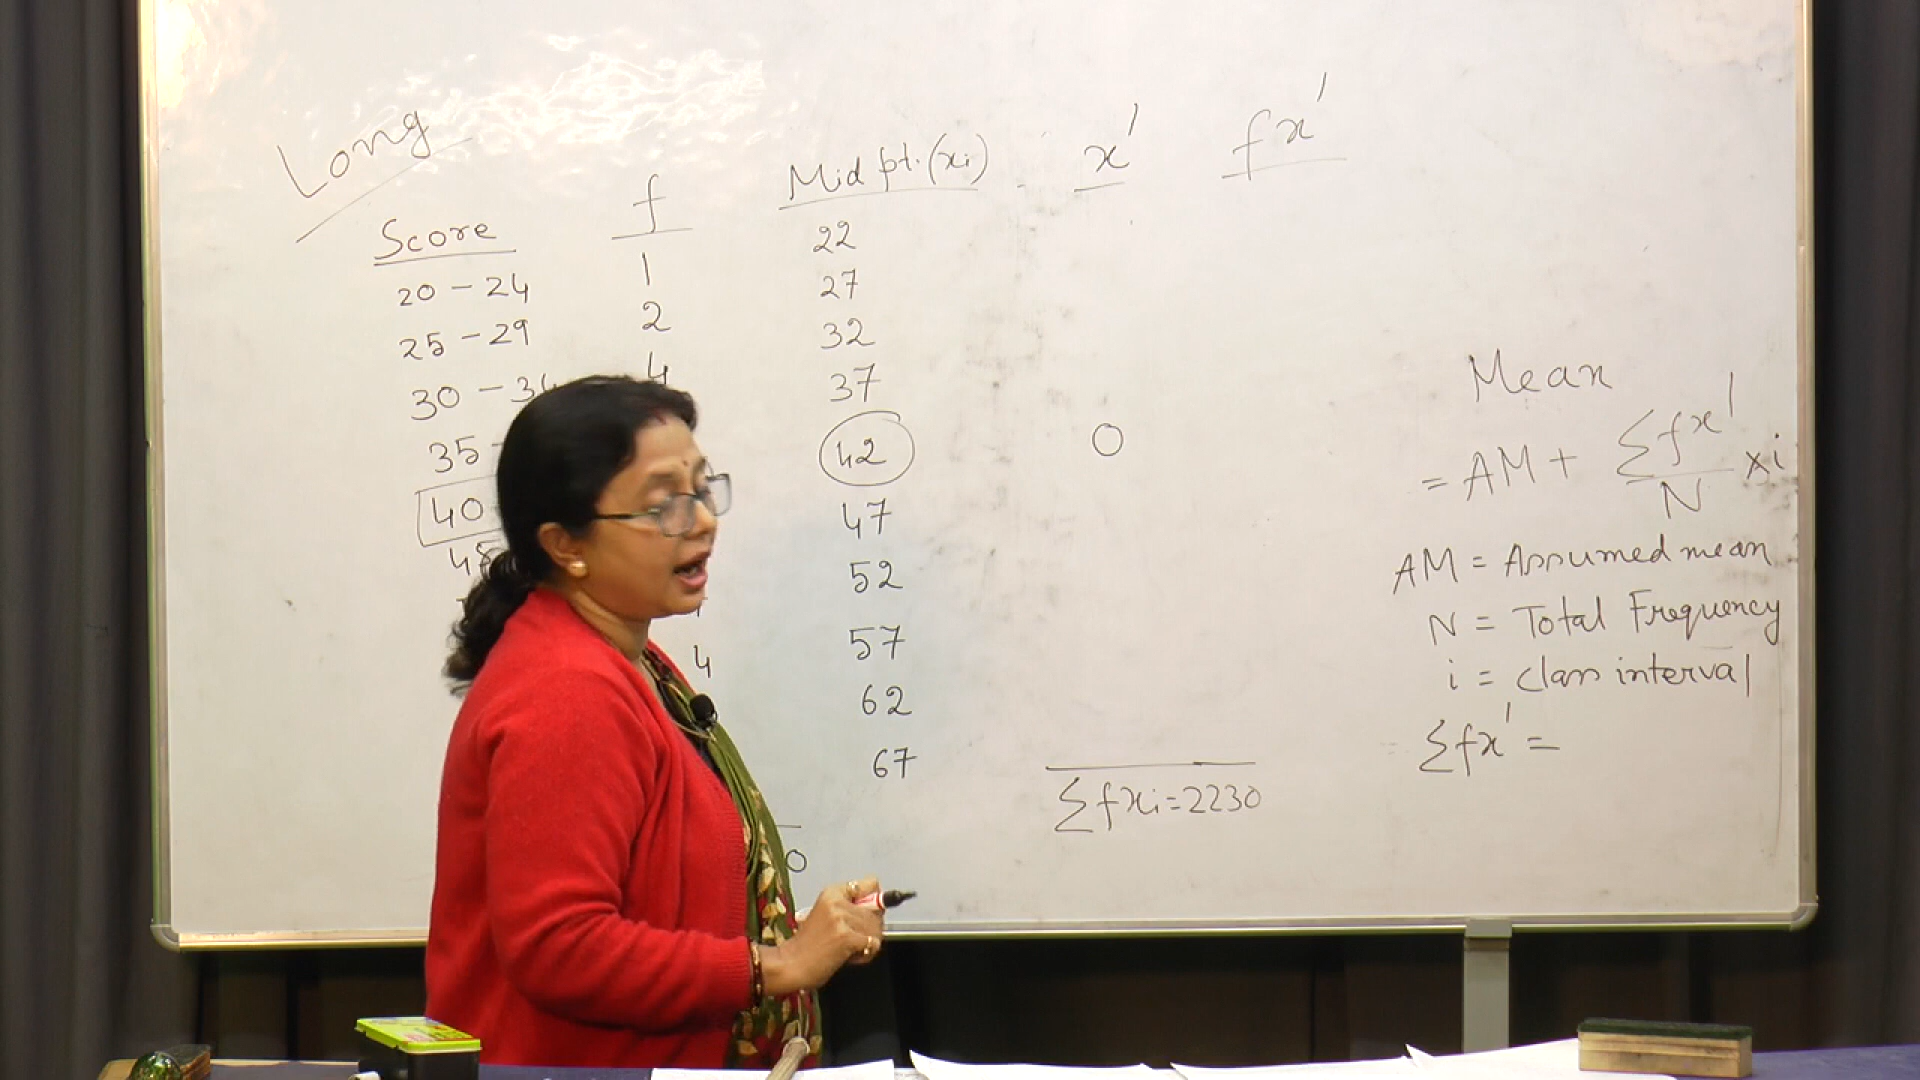 Long
Score f Mid pt. (xi) x' fx'
20 - 24 1 22
25 - 29 2 27
30 - 34 4 32
35 - 37
40 42 0
45 47
52
4 57
62
67
0 Σfxi=2230
Mean
= AM + Σfx'/N xi
AM = Assumed mean
N = Total Frequency
i = class interval
Σfx' =